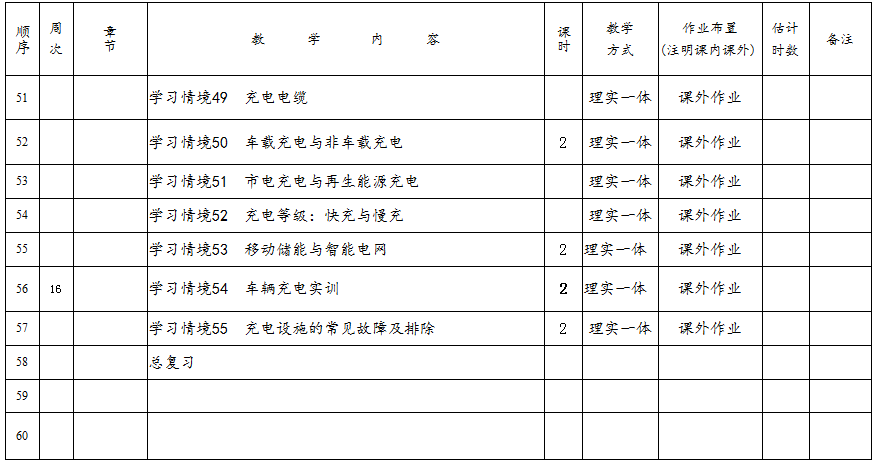 顺序 周次 章节 教 学 内 容 课时 教学方式 作业布置(注明课内课外) 估计时数 备注
51 学习情境49 充电电缆 理实一体 课外作业
52 学习情境50 车载充电与非车载充电 2 理实一体 课外作业
53 学习情境51 市电充电与再生能源充电 理实一体 课外作业
54 学习情境52 充电等级：快充与慢充 理实一体 课外作业
55 学习情境53 移动储能与智能电网 2 理实一体 课外作业
56 16 学习情境54 车辆充电实训 2 理实一体 课外作业
57 学习情境55 充电设施的常见故障及排除 2 理实一体 课外作业
58 总复习
59
60